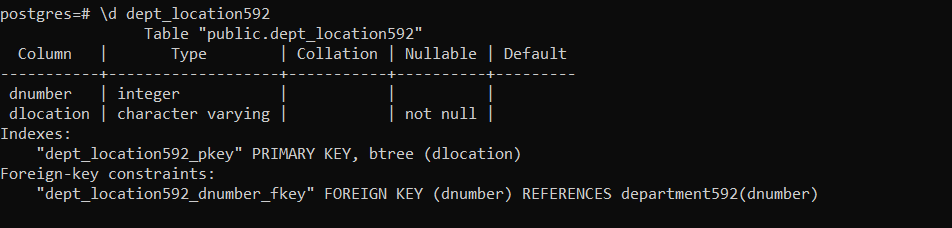 postgres=# \d dept_location592
Table "public.dept_location592"
Column | Type | Collation | Nullable | Default
-----------+-------------------+-----------+----------+---------
dnumber | integer | | |
dlocation | character varying | | not null |
Indexes:
"dept_location592_pkey" PRIMARY KEY, btree (dlocation)
Foreign-key constraints:
"dept_location592_dnumber_fkey" FOREIGN KEY (dnumber) REFERENCES department592(dnumber)